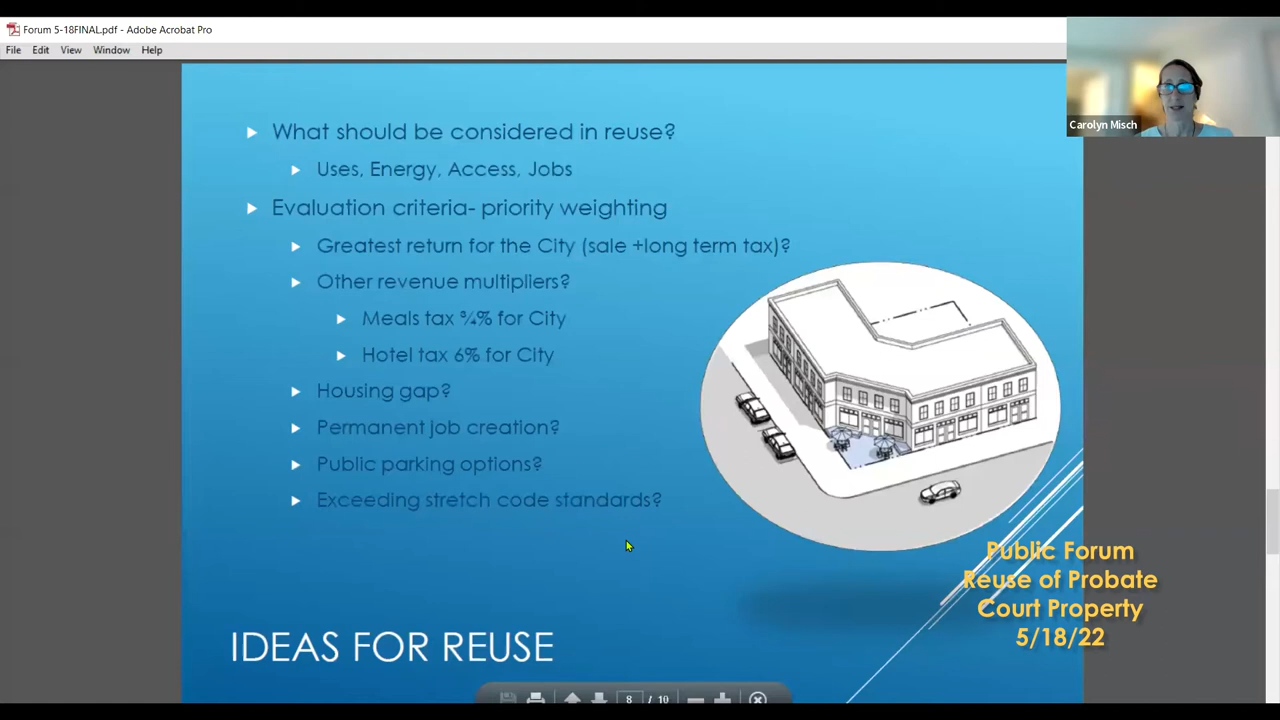 Forum 5-18FINAL.pdf - Adobe Acrobat Pro
File Edit View Window Help
Carolyn Misch
What should be considered in reuse?
Uses, Energy, Access, Jobs
Evaluation criteria- priority weighting
Greatest return for the City (sale +long term tax)?
Other revenue multipliers?
Meals tax ¾% for City
Hotel tax 6% for City
Housing gap?
Permanent job creation?
Public parking options?
Exceeding stretch code standards?
Public Forum
Reuse of Probate
Court Property
5/18/22
IDEAS FOR REUSE
8 / 10